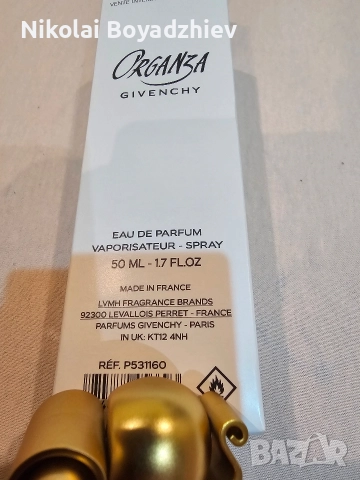 Nikolai Boyadzhiev
ORGANZA
GIVENCHY
EAU DE PARFUM
VAPORISATEUR - SPRAY
50 ML - 1.7 FL.OZ
MADE IN FRANCE
LVMH FRAGRANCE BRANDS
92300 LEVALLOIS PERRET - FRANCE
PARFUMS GIVENCHY - PARIS
IN UK: KT12 4NH
RÉF. P531160
BAZAR